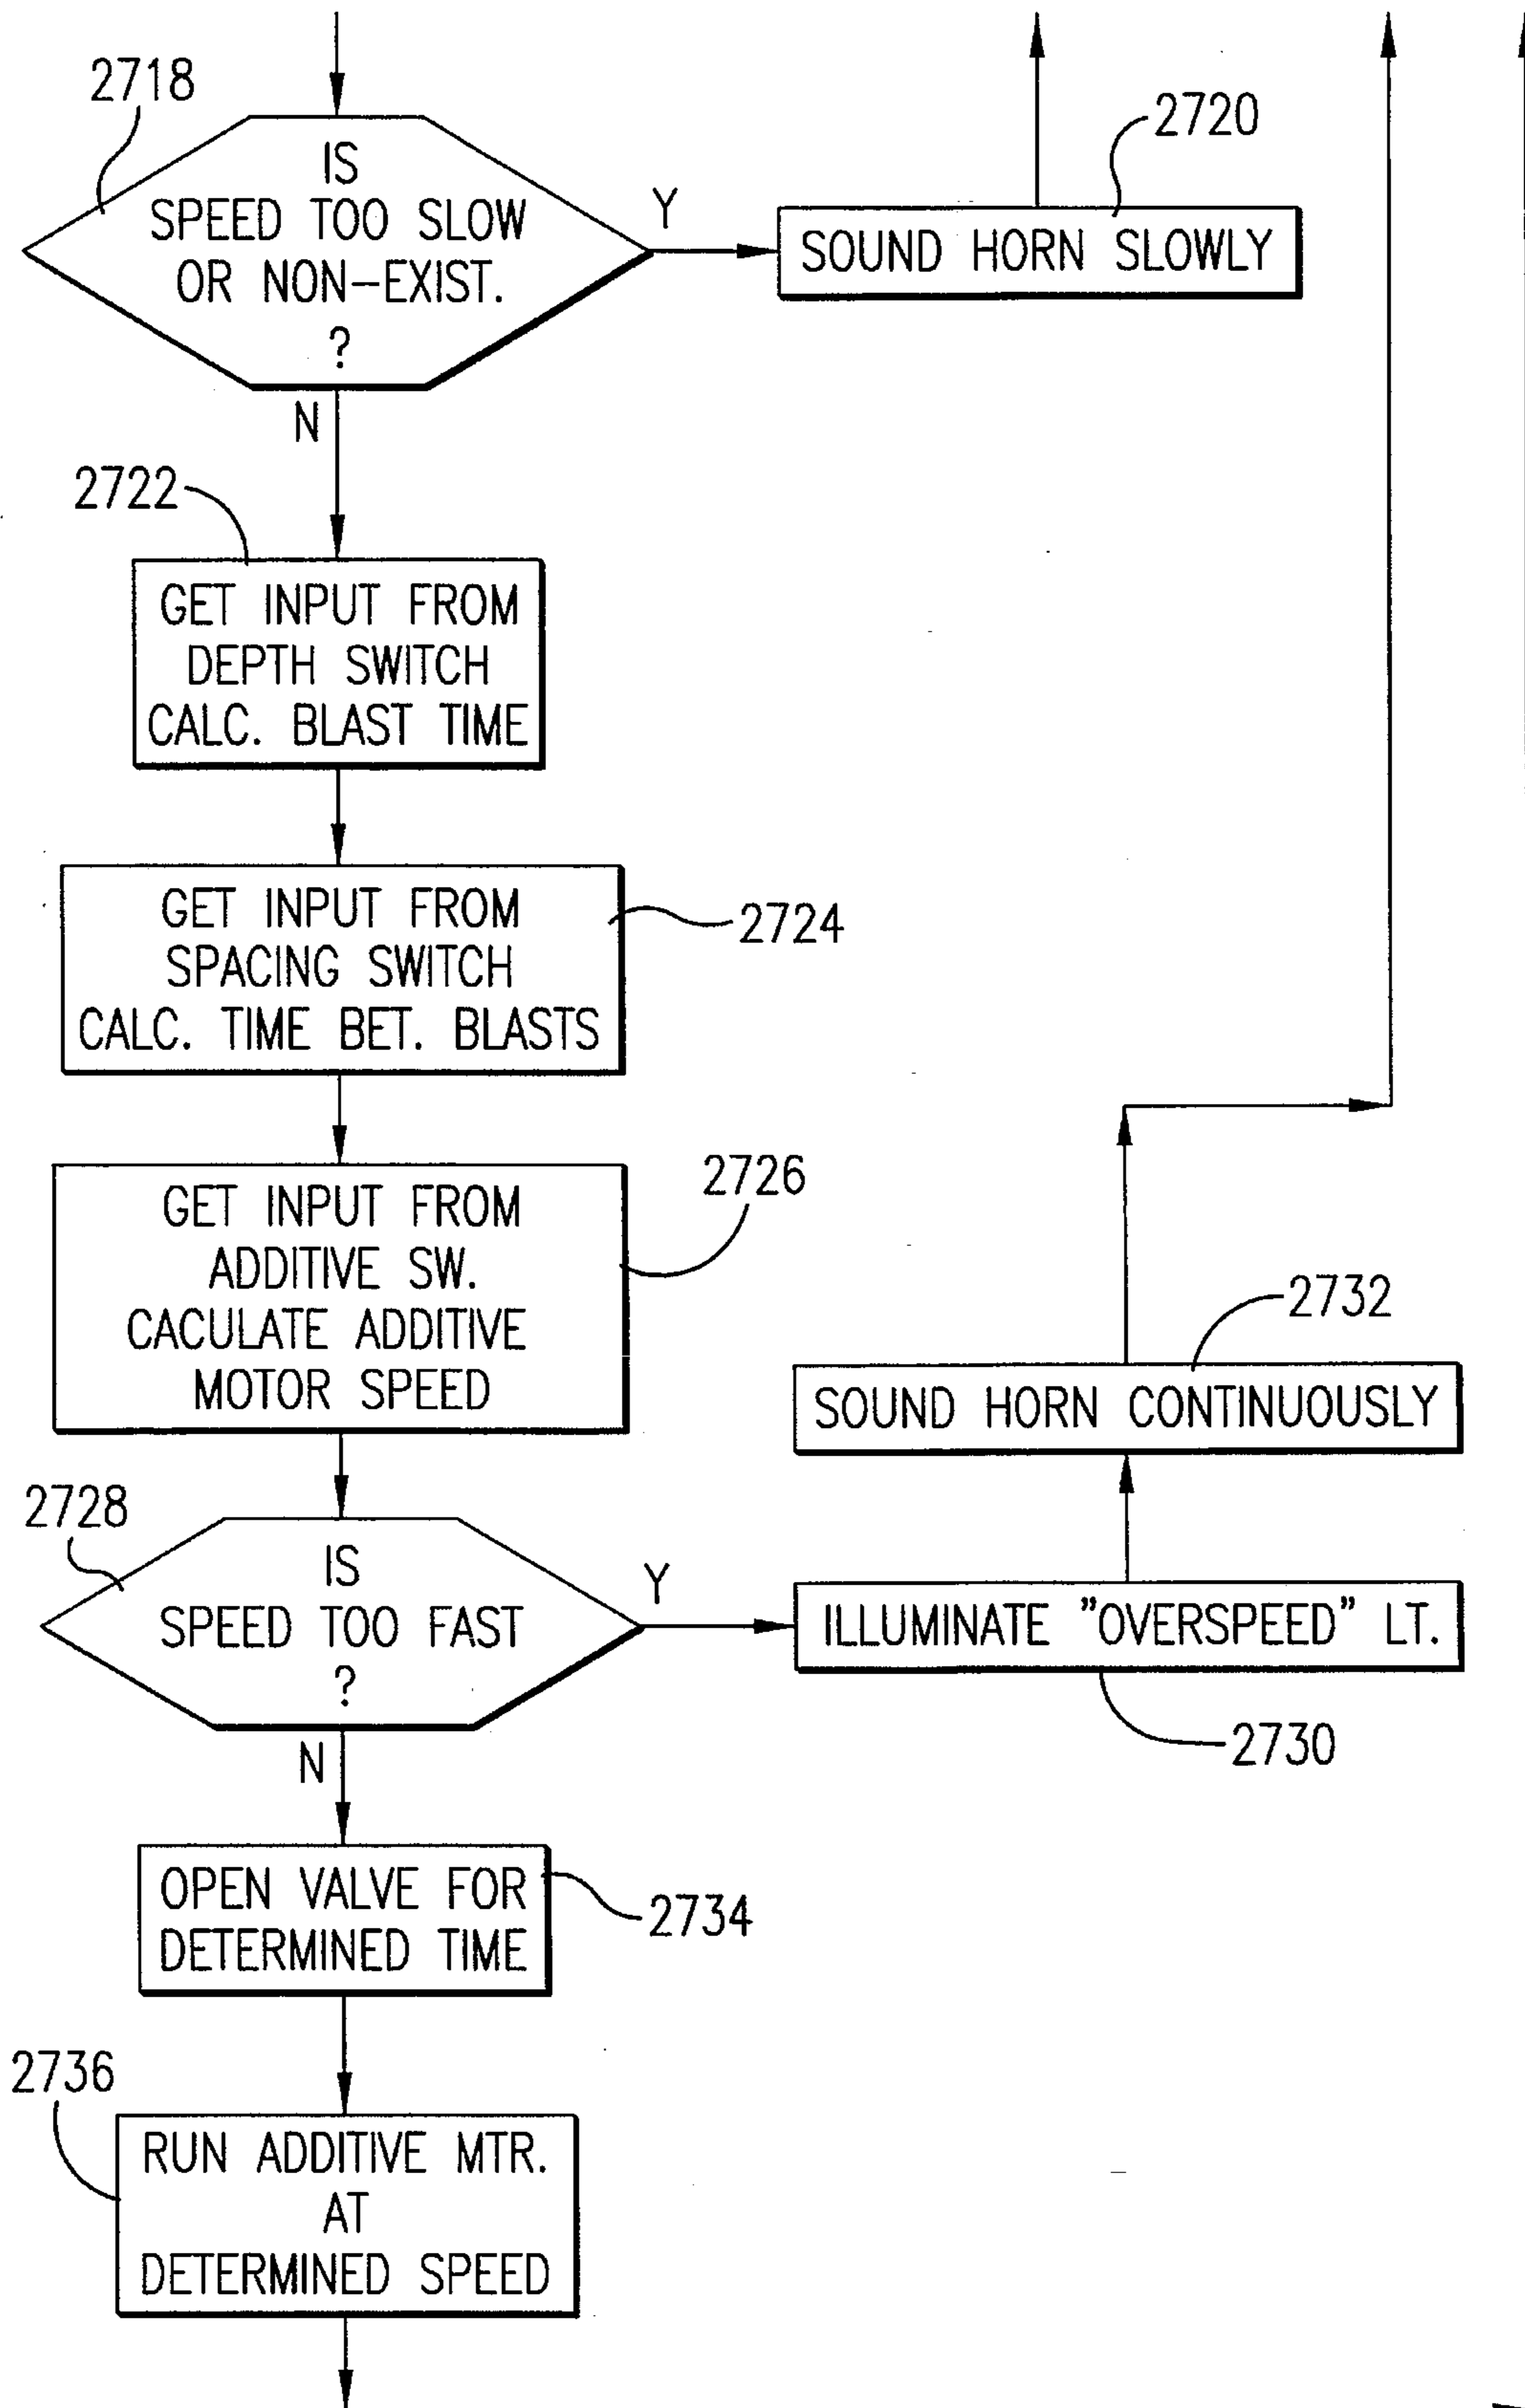 2718
IS
SPEED TOO SLOW
OR NON-EXIST.
?
Y
2720
SOUND HORN SLOWLY
N
2722
GET INPUT FROM
DEPTH SWITCH
CALC. BLAST TIME
GET INPUT FROM
SPACING SWITCH
CALC. TIME BET. BLASTS
2724
GET INPUT FROM
ADDITIVE SW.
CACULATE ADDITIVE
MOTOR SPEED
2726
2732
SOUND HORN CONTINUOUSLY
2728
IS
SPEED TOO FAST
?
Y
ILLUMINATE "OVERSPEED" LT.
2730
N
OPEN VALVE FOR
DETERMINED TIME
2734
2736
RUN ADDITIVE MTR.
AT
DETERMINED SPEED